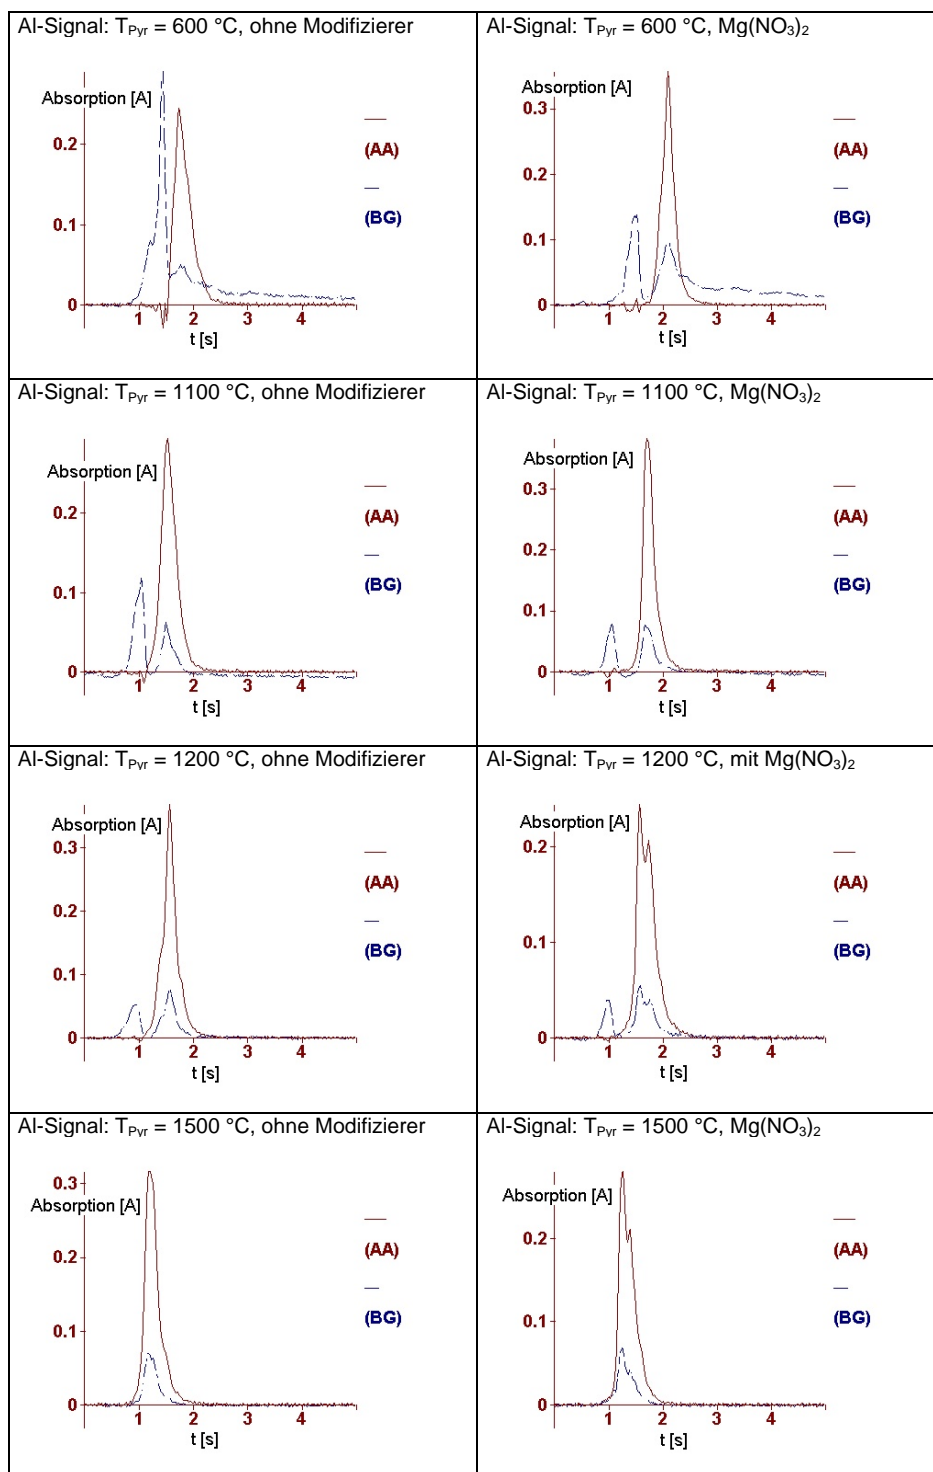 Al-Signal: TPyr = 600 °C, ohne Modifizierer
Absorption [A]
0.2
0.1
0
1 2 3 4
t [s]
(AA)
(BG)
Al-Signal: TPyr = 600 °C, Mg(NO3)2
Absorption [A]
0.3
0.2
0.1
0
1 2 3 4
t [s]
(AA)
(BG)
Al-Signal: TPyr = 1100 °C, ohne Modifizierer
Absorption [A]
0.2
0.1
0
1 2 3 4
t [s]
(AA)
(BG)
Al-Signal: TPyr = 1100 °C, Mg(NO3)2
Absorption [A]
0.3
0.2
0.1
0
1 2 3 4
t [s]
(AA)
(BG)
Al-Signal: TPyr = 1200 °C, ohne Modifizierer
Absorption [A]
0.3
0.2
0.1
0
1 2 3 4
t [s]
(AA)
(BG)
Al-Signal: TPyr = 1200 °C, mit Mg(NO3)2
Absorption [A]
0.2
0.1
0
1 2 3 4
t [s]
(AA)
(BG)
Al-Signal: TPyr = 1500 °C, ohne Modifizierer
0.3
Absorption [A]
0.2
0.1
0
1 2 3 4
t [s]
(AA)
(BG)
Al-Signal: TPyr = 1500 °C, Mg(NO3)2
Absorption [A]
0.2
0.1
0
1 2 3 4
t [s]
(AA)
(BG)